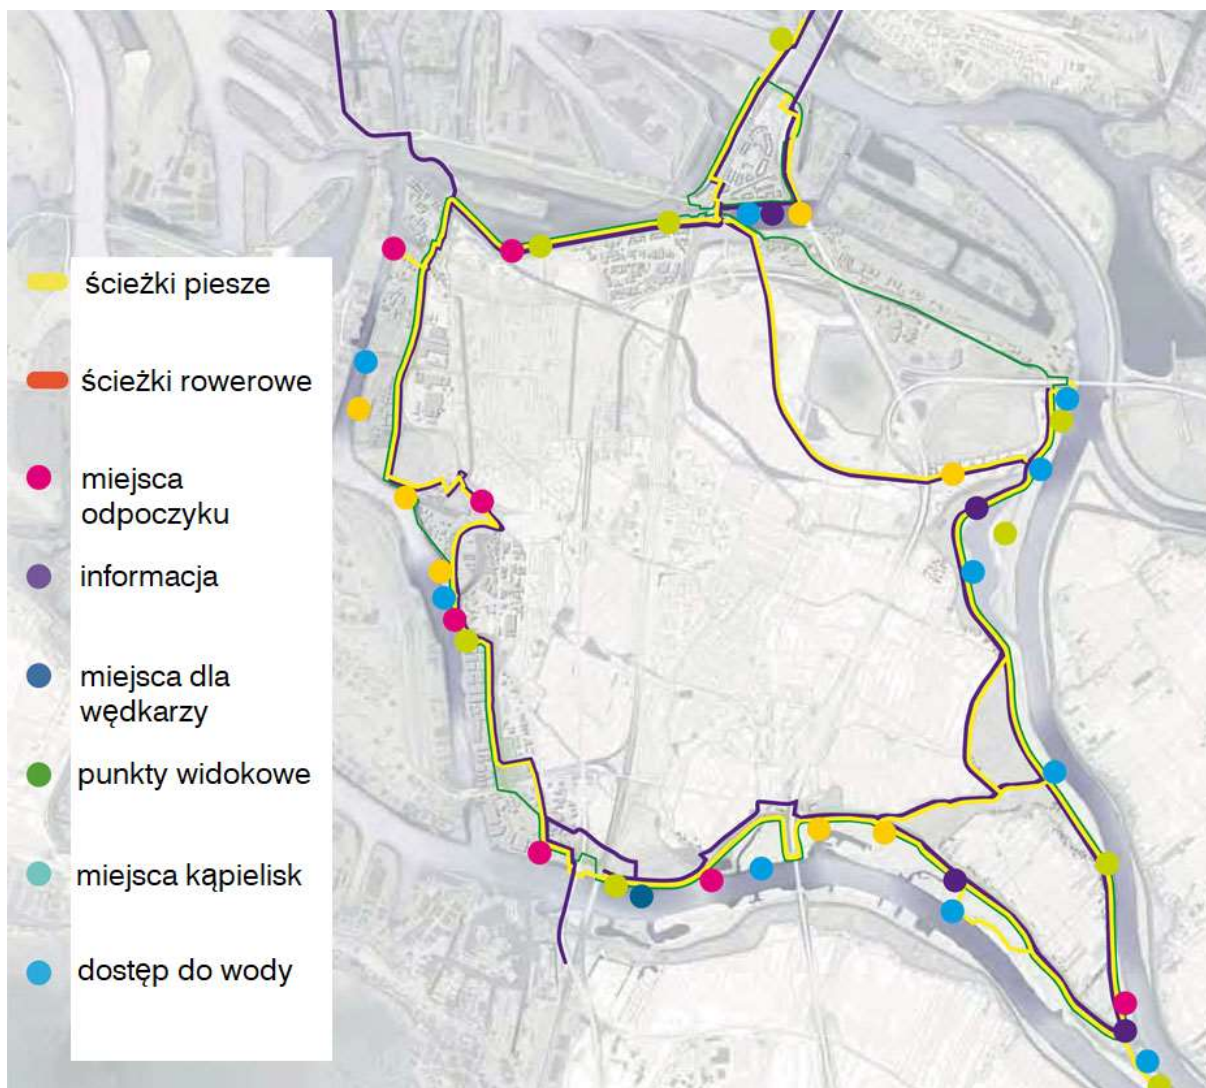 ścieżki piesze
ścieżki rowerowe
miejsca
odpoczyku
informacja
miejsca dla
wędkarzy
punkty widokowe
miejsca kąpielisk
dostęp do wody